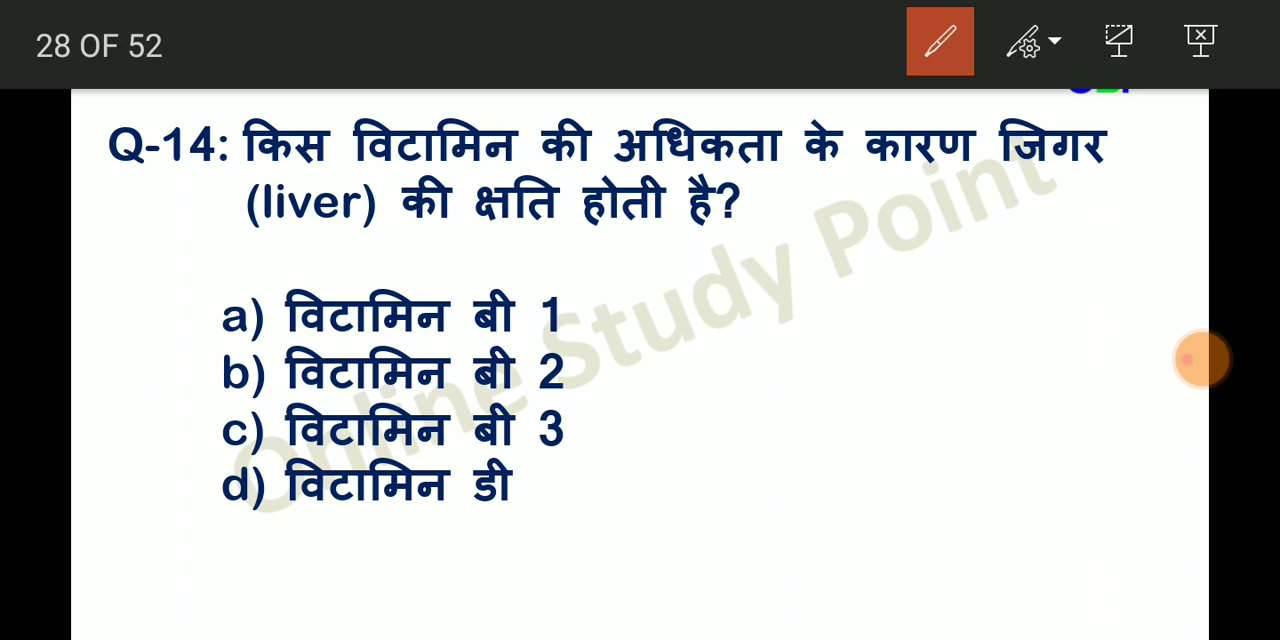 28 OF 52
Q-14: किस विटामिन की अधिकता के कारण जिगर
(liver) की क्षति होती है?
a) विटामिन बी 1
b) विटामिन बी 2
c) विटामिन बी 3
d) विटामिन डी
Online Study Point